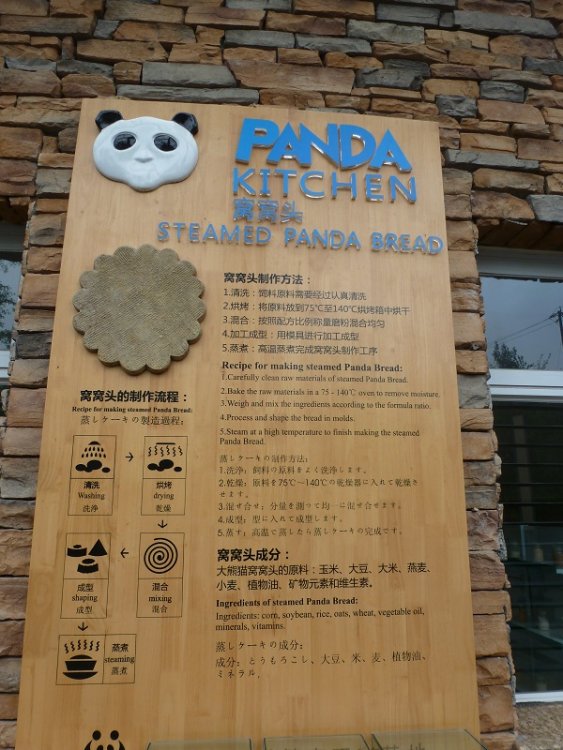 PANDA
KITCHEN
窝窝头
STEAMED PANDA BREAD
窝窝头制作方法：
1.清洗：饲料原料需要经过认真清洗
2.烘烤：将原料放到75℃至140℃烘烤箱中烘干
3.混合：按照配方比例称量磨粉混合均匀
4.加工成型：用模具进行加工成型
5.蒸煮：高温蒸煮完成窝窝头制作工序
Recipe for making steamed Panda Bread:
1.Carefully clean raw materials of steamed Panda Bread.
2.Bake the raw materials in a 75 - 140℃ oven to remove moisture.
3.Weigh and mix the ingredients according to the formula ratio.
4.Process and shape the bread in molds.
5.Steam at a high temperature to finish making the steamed
Panda Bread.
蒸しケーキの制作方法：
1.洗浄：飼料の原料をよく洗浄します。
2.乾燥：原料を75℃~140℃の乾燥器に入れて乾燥さ
せます。
3.混ぜ合せ：分量を測って均一に混ぜ合せます。
4.成型：型に入れて成型します。
5.蒸す：高温で蒸したら蒸しケーキの完成です。
窝窝头成分：
大熊猫窝窝头的原料：玉米、大豆、大米、燕麦、
小麦、植物油、矿物元素和维生素。
Ingredients of steamed Panda Bread:
Ingredients: corn, soybean, rice, oats, wheat, vegetable oil,
minerals, vitamins.
蒸しケーキの成分：
成分：とうもろこし、大豆、米、麦、植物油、
ミネラル.
窝窝头的制作流程：
Recipe for making steamed Panda Bread:
蒸しケーキの製造過程：
清洗
Washing
洗浄
烘烤
drying
乾燥
成型
shaping
成型
混合
mixing
混合
蒸煮
steaming
蒸煮